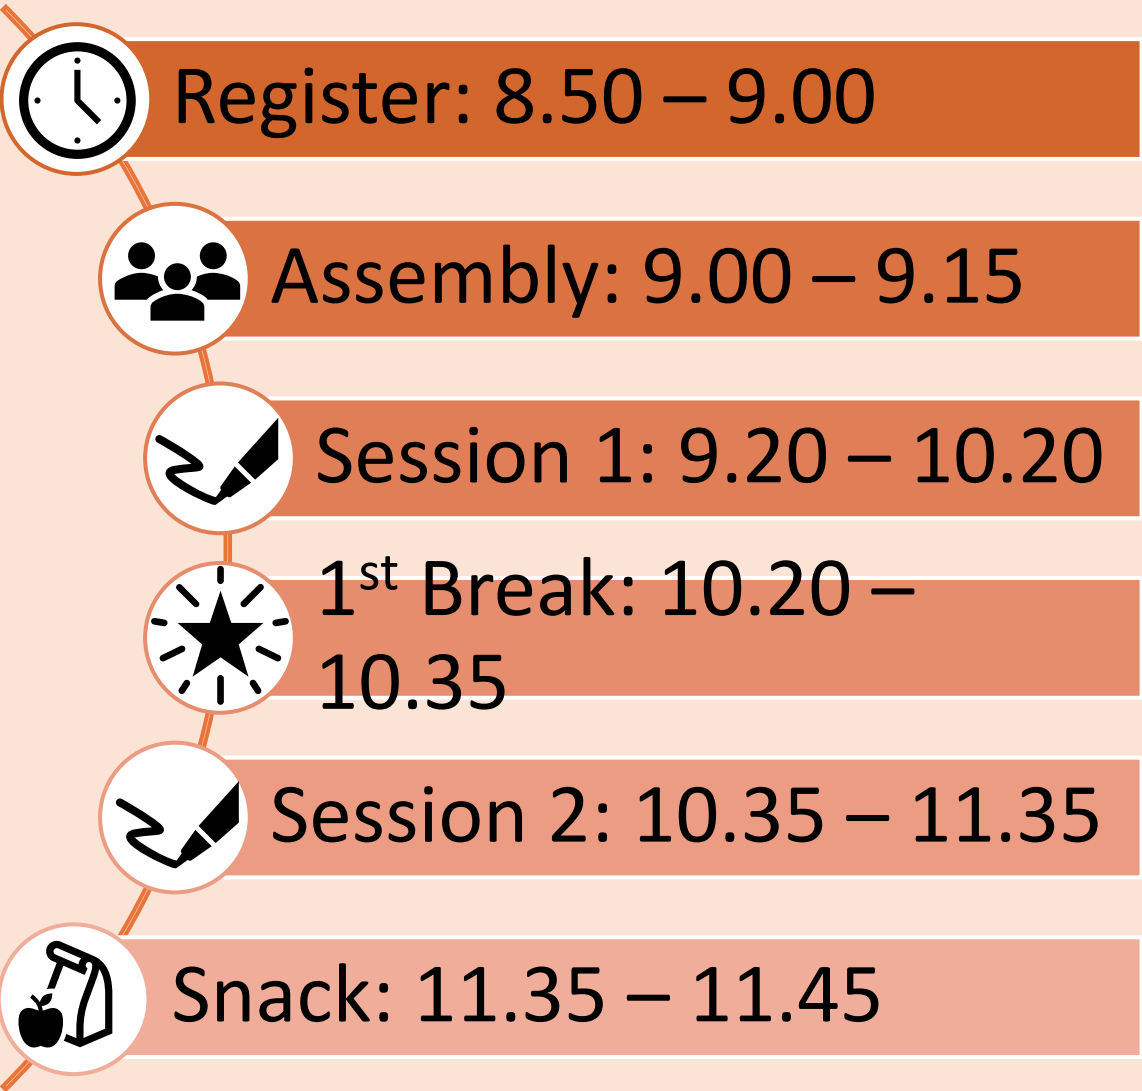 Register: 8.50 – 9.00
Assembly: 9.00 – 9.15
Session 1: 9.20 – 10.20
1st Break: 10.20 –
10.35
Session 2: 10.35 – 11.35
Snack: 11.35 – 11.45